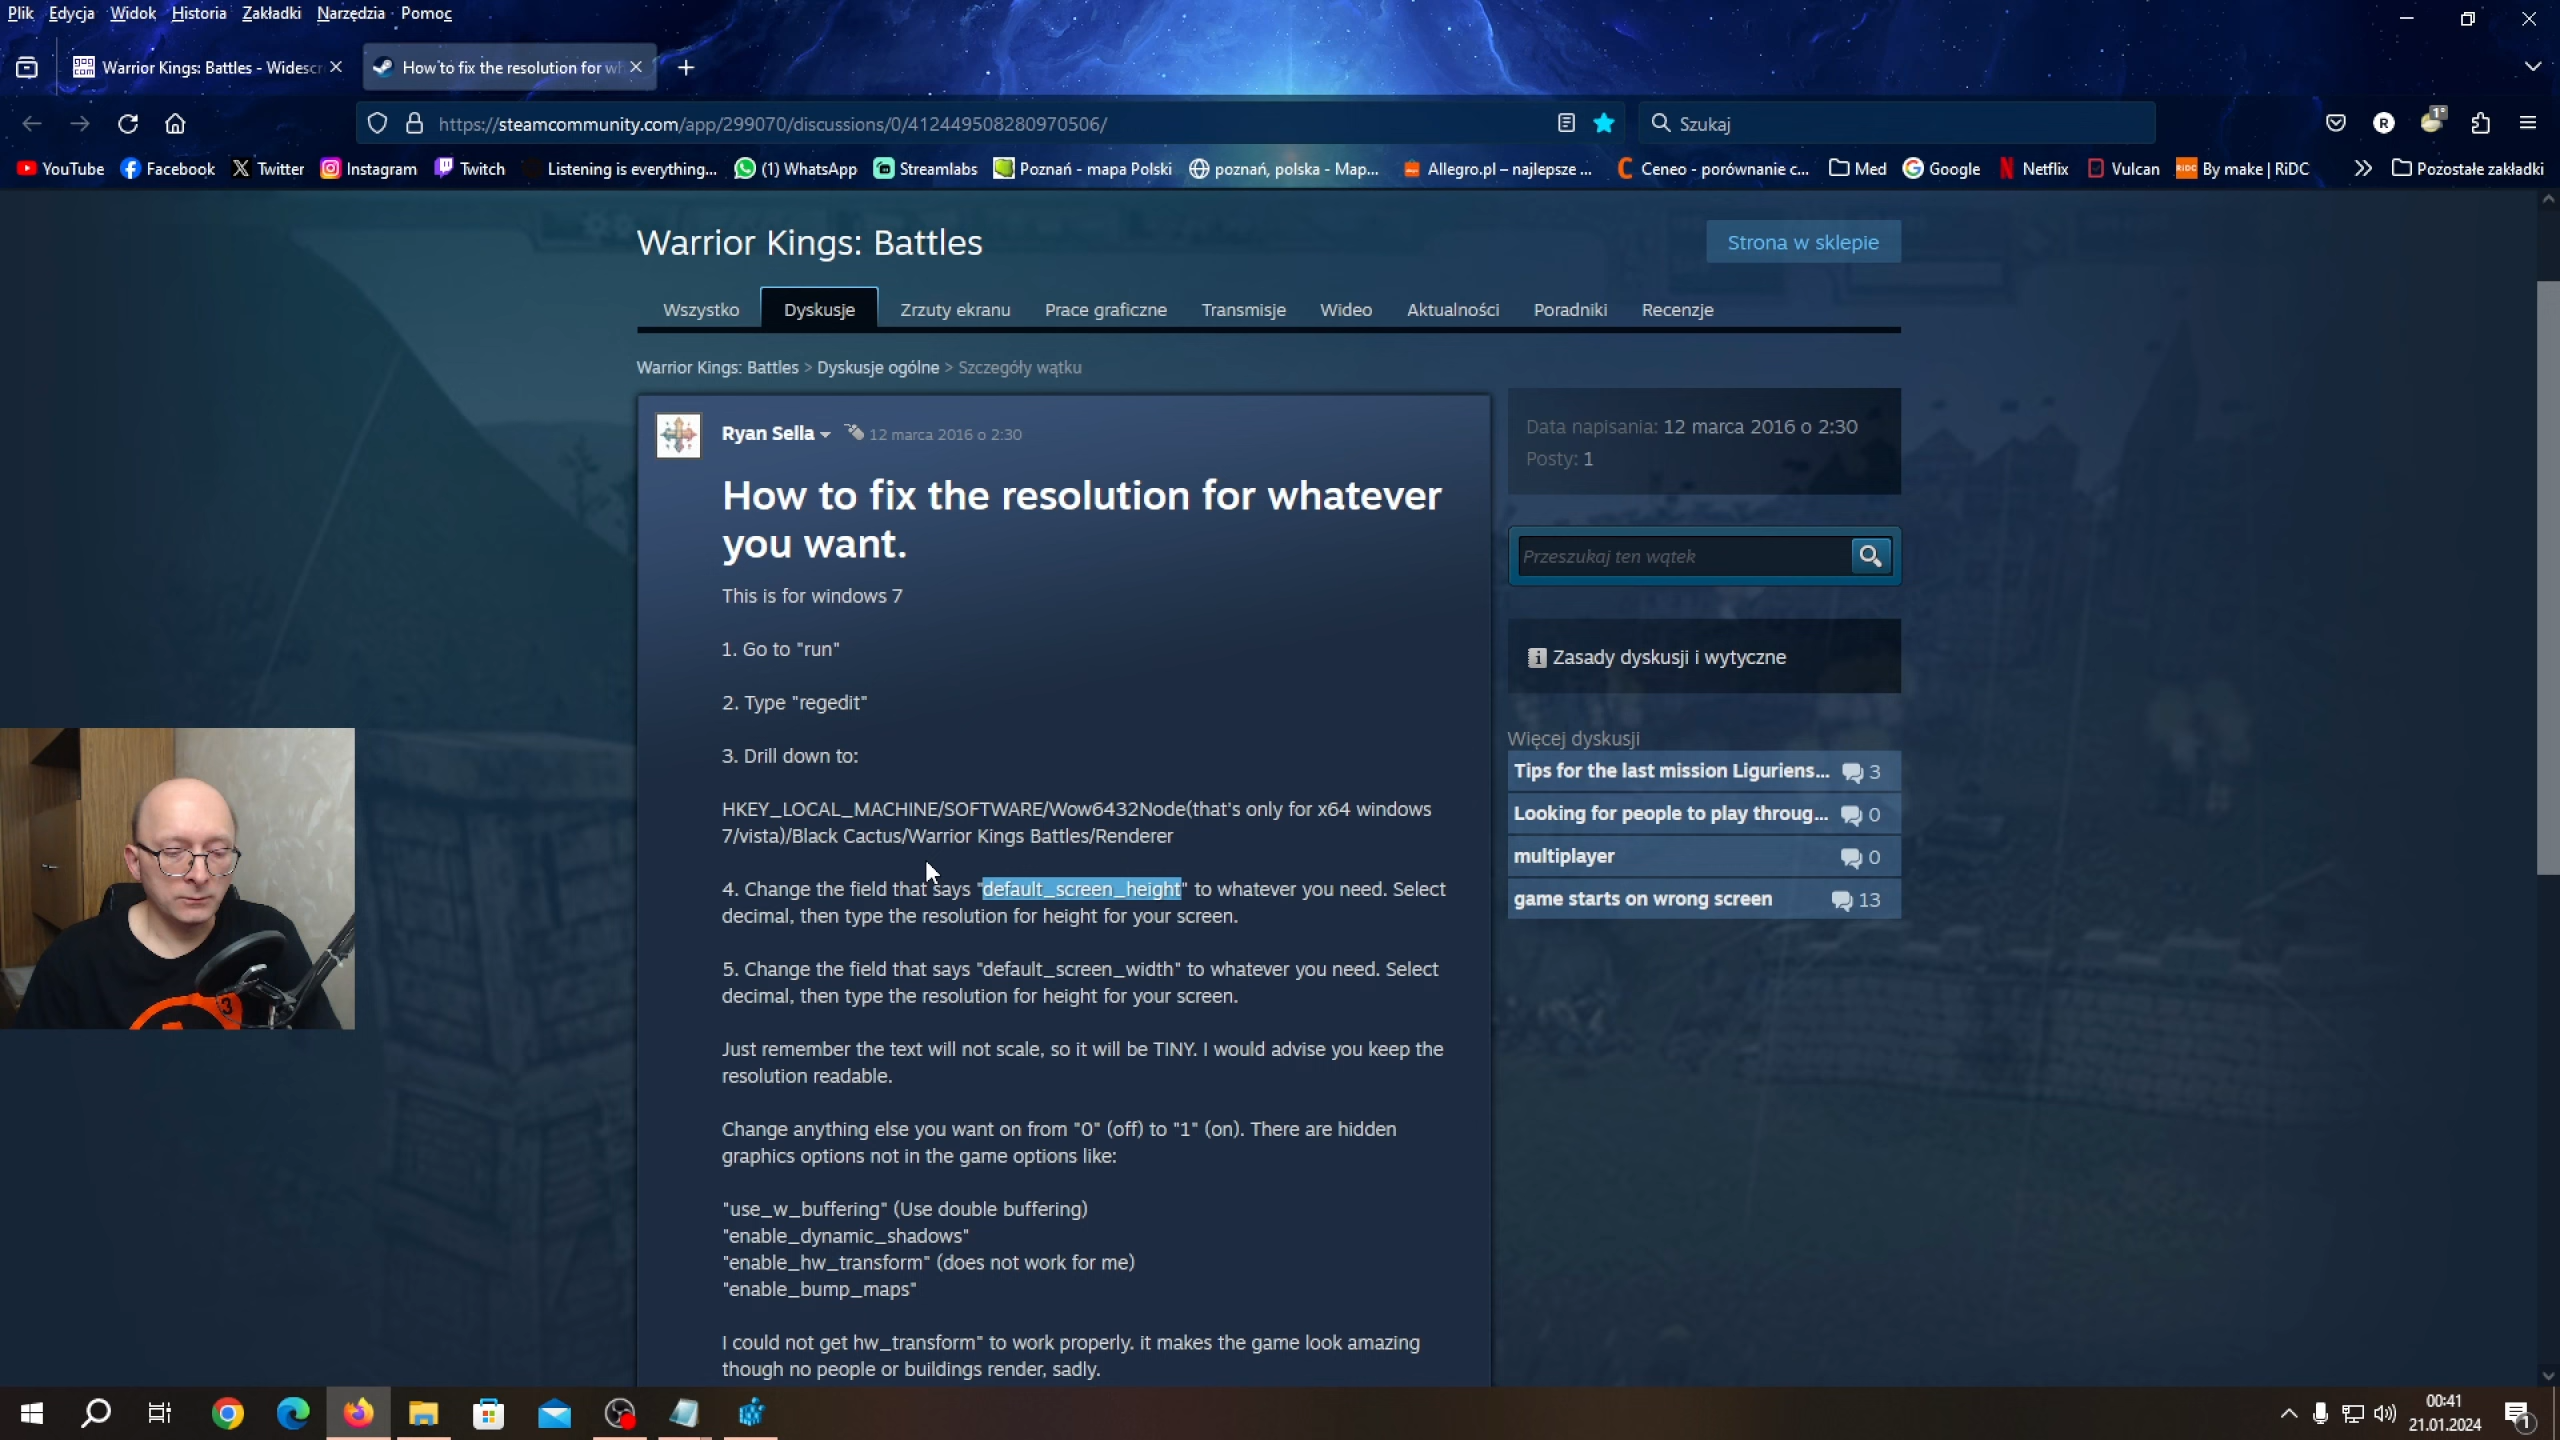 Plik Edycja Widok Historia Zakładki Narzędzia Pomoc
gog com Warrior Kings: Battles - Widescr
How to fix the resolution for wh
https://steamcommunity.com/app/299070/discussions/0/412449508280970506/
Szukaj
R
1°
YouTube Facebook Twitter Instagram Twitch Listening is everything... (1) WhatsApp Streamlabs Poznań - mapa Polski poznań, polska - Map... Allegro.pl – najlepsze ... Ceneo - porównanie c... Med Google Netflix Vulcan RiDC By make | RiDC Pozostałe zakładki
Warrior Kings: Battles
Strona w sklepie
Wszystko Dyskusje Zrzuty ekranu Prace graficzne Transmisje Wideo Aktualności Poradniki Recenzje
Warrior Kings: Battles > Dyskusje ogólne > Szczegóły wątku
Ryan Sella 12 marca 2016 o 2:30
How to fix the resolution for whatever
you want.
This is for windows 7
1. Go to "run"
2. Type "regedit"
3. Drill down to:
HKEY_LOCAL_MACHINE/SOFTWARE/Wow6432Node(that's only for x64 windows
7/vista)/Black Cactus/Warrior Kings Battles/Renderer
4. Change the field that says "default_screen_height" to whatever you need. Select
decimal, then type the resolution for height for your screen.
5. Change the field that says "default_screen_width" to whatever you need. Select
decimal, then type the resolution for height for your screen.
Just remember the text will not scale, so it will be TINY. I would advise you keep the
resolution readable.
Change anything else you want on from "0" (off) to "1" (on). There are hidden
graphics options not in the game options like:
"use_w_buffering" (Use double buffering)
"enable_dynamic_shadows"
"enable_hw_transform" (does not work for me)
"enable_bump_maps"
I could not get hw_transform" to work properly. it makes the game look amazing
though no people or buildings render, sadly.
Data napisania: 12 marca 2016 o 2:30
Posty: 1
Przeszukaj ten wątek
Zasady dyskusji i wytyczne
Więcej dyskusji
Tips for the last mission Liguriens... 3
Looking for people to play throug... 0
multiplayer 0
game starts on wrong screen 13
3
00:41
21.01.2024
1